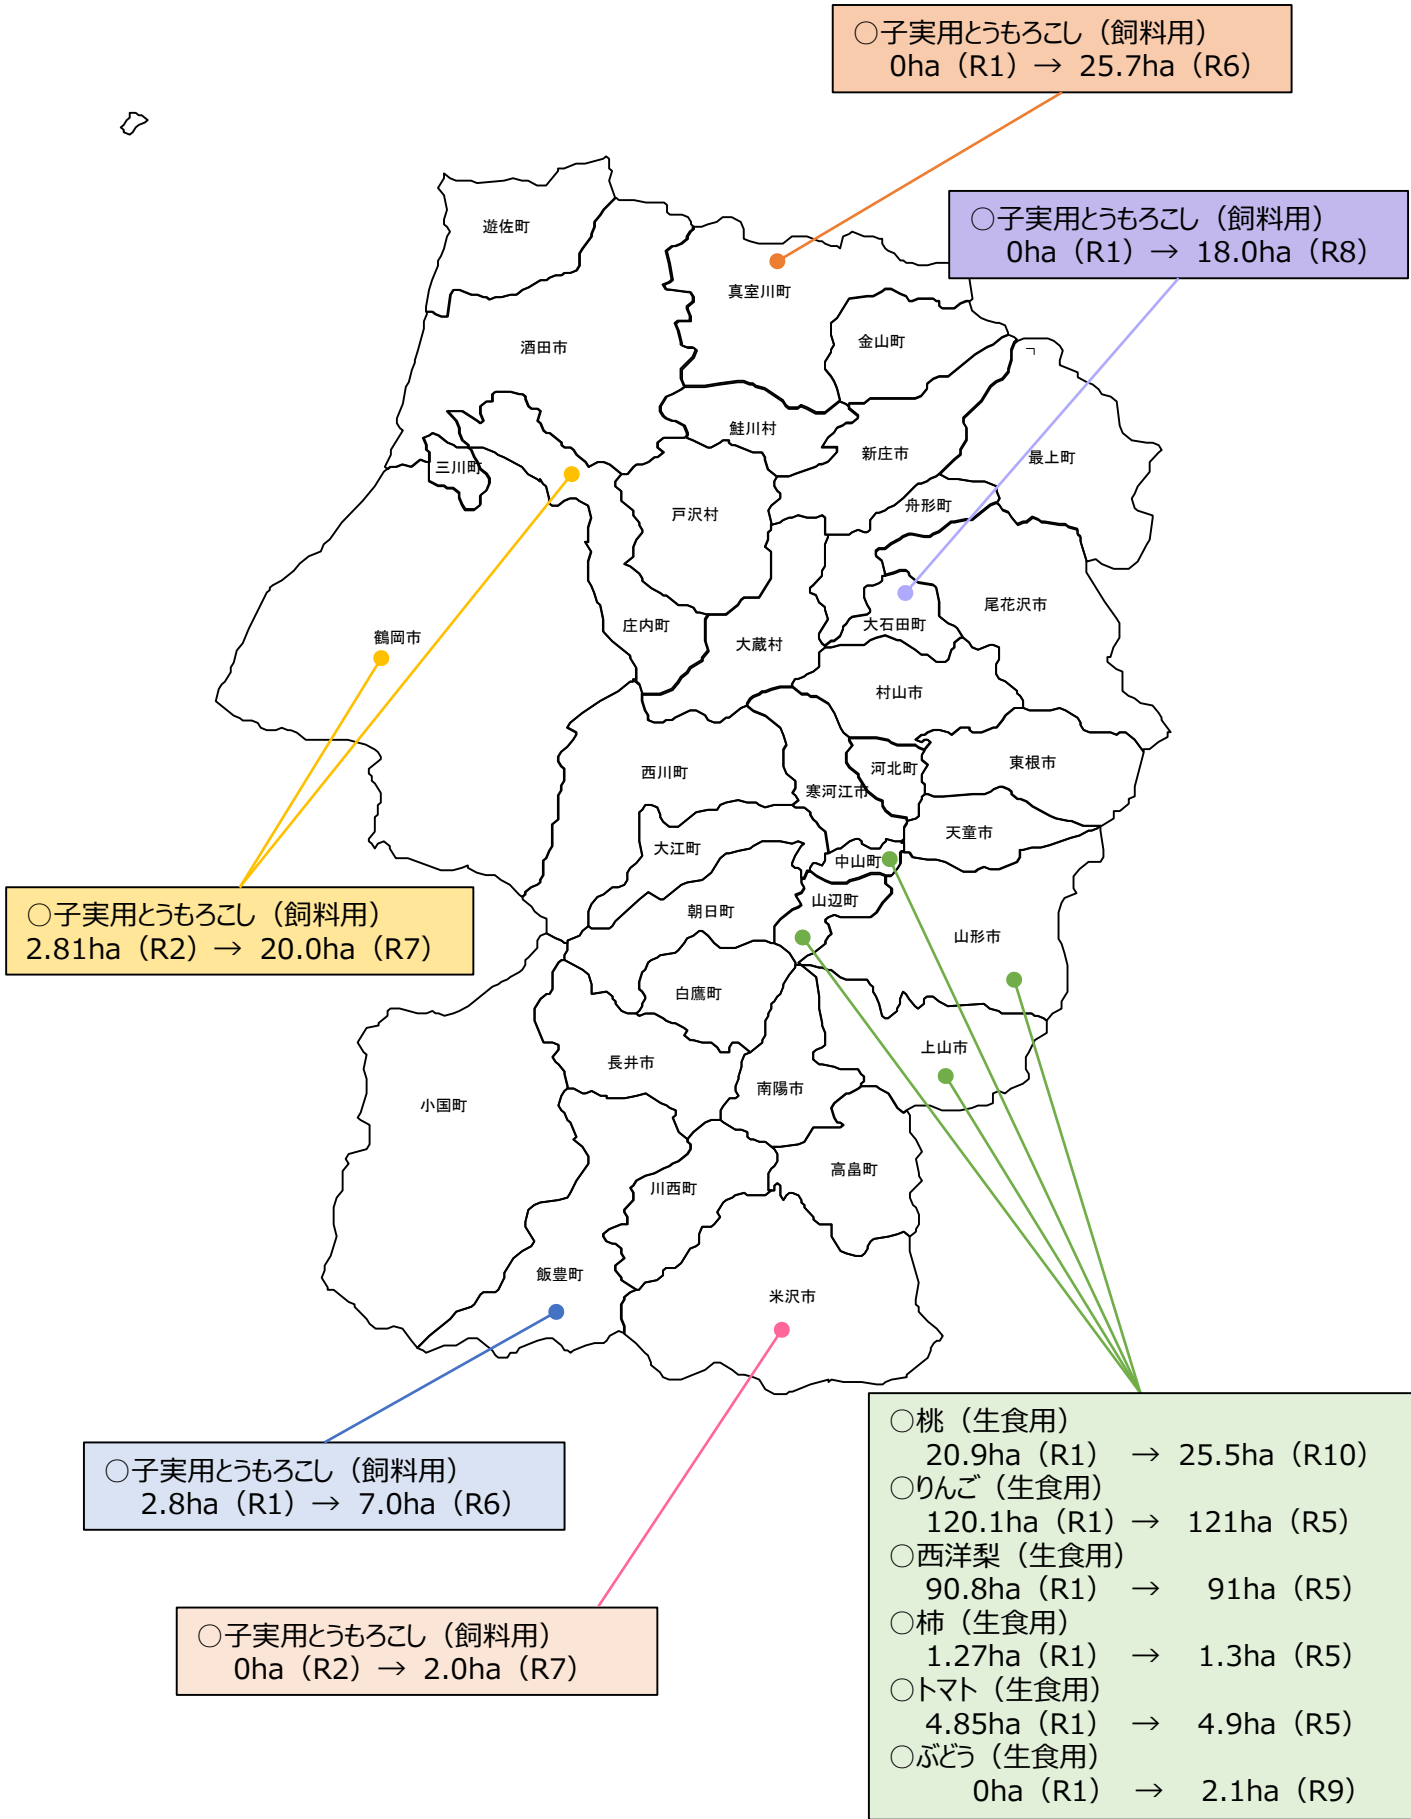 ○子実用とうもろこし（飼料用）
0ha（R1）→ 25.7ha（R6）
○子実用とうもろこし（飼料用）
0ha（R1）→ 18.0ha（R8）
遊佐町
真室川町
金山町
酒田市
鮭川村
新庄市
最上町
三川町
舟形町
戸沢村
尾花沢市
大石田町
庄内町
鶴岡市
大蔵村
村山市
東根市
河北町
西川町
寒河江市
天童市
大江町
中山町
山辺町
朝日町
山形市
○子実用とうもろこし（飼料用）
2.81ha（R2）→ 20.0ha（R7）
白鷹町
上山市
長井市
南陽市
小国町
高畠町
川西町
飯豊町
米沢市
○子実用とうもろこし（飼料用）
2.8ha（R1）→ 7.0ha（R6）
○子実用とうもろこし（飼料用）
0ha（R2）→ 2.0ha（R7）
○桃（生食用）
20.9ha（R1） → 25.5ha（R10）
○りんご（生食用）
120.1ha（R1）→ 121ha（R5）
○西洋梨（生食用）
90.8ha（R1） → 91ha（R5）
○柿（生食用）
1.27ha（R1） → 1.3ha（R5）
○トマト（生食用）
4.85ha（R1） → 4.9ha（R5）
○ぶどう（生食用）
0ha（R1） → 2.1ha（R9）